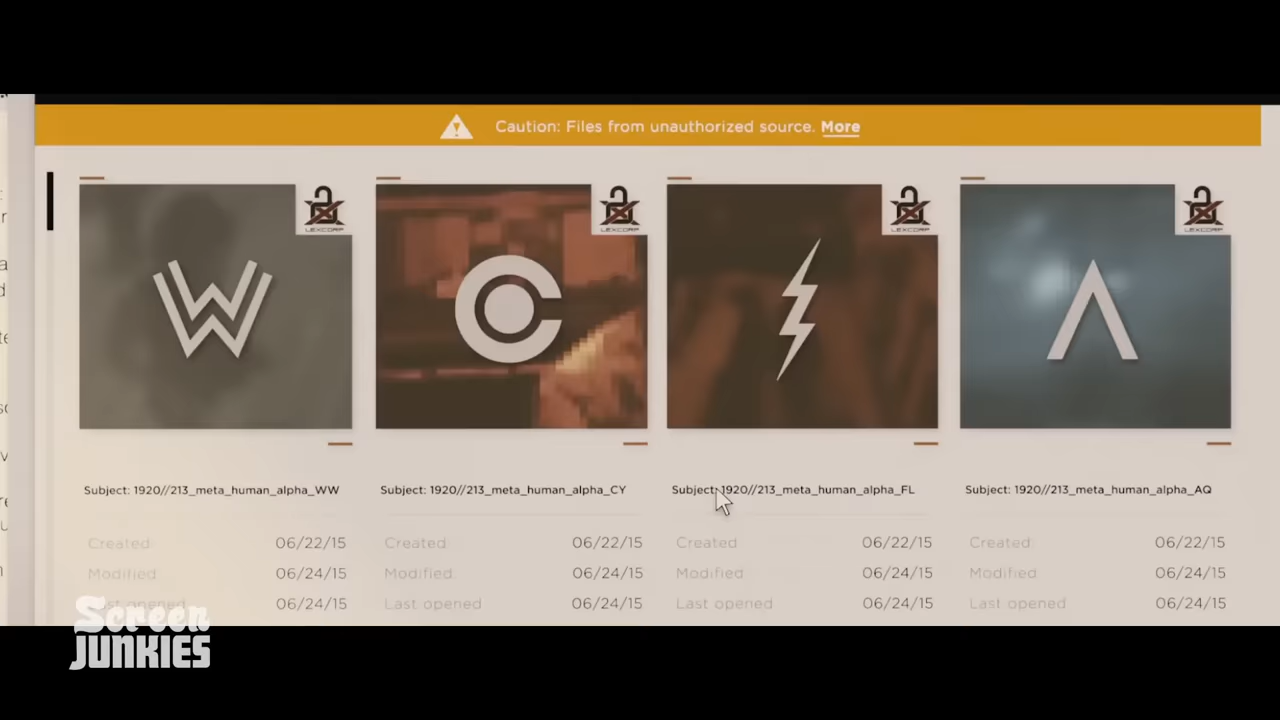 Caution: Files from unauthorized source. More
LEXCORP LEXCORP LEXCORP LEXCORP
W C
Subject: 1920//213_meta_human_alpha_WW Subject: 1920//213_meta_human_alpha_CY Subject: 1920//213_meta_human_alpha_FL Subject: 1920//213_meta_human_alpha_AQ
Created: 06/22/15 Created: 06/22/15 Created 06/22/15 Created: 06/22/15
Modified: 06/24/15 Modified: 06/24/15 Modified 06/24/15 Modified: 06/24/15
Last opened 06/24/15 Last opened 06/24/15 Last opened 06/24/15 Last opened 06/24/15
Screen
JUNKIES